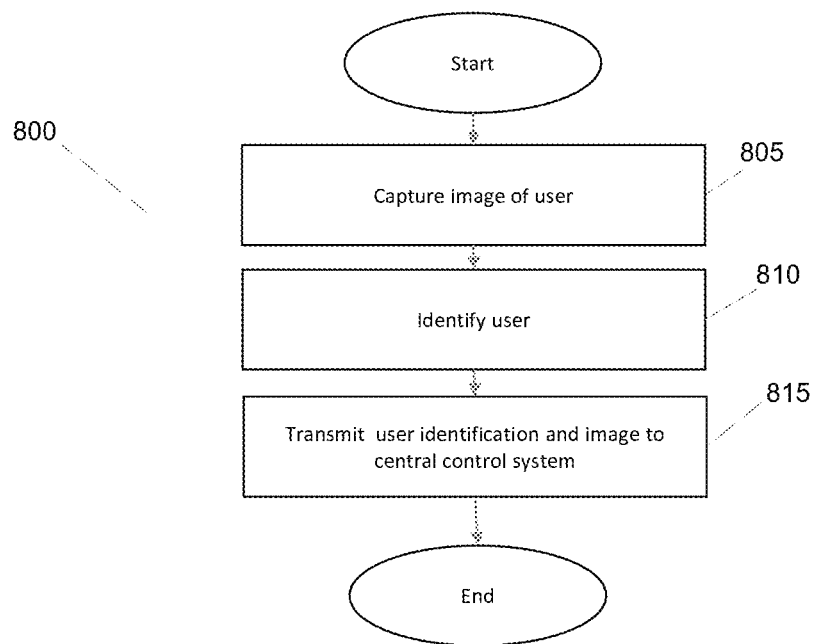 Start
800
805
Capture image of user
810
Identify user
815
Transmit user identification and image to
central control system
End